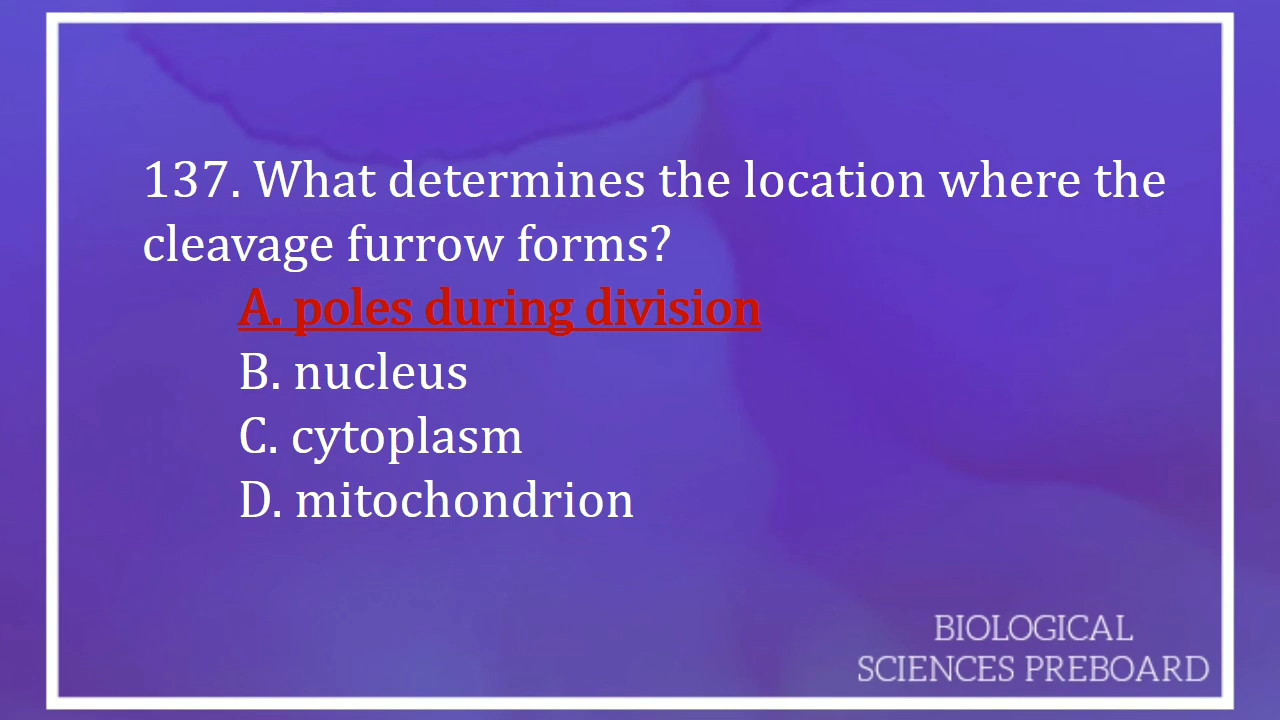 137. What determines the location where the
cleavage furrow forms?
A. poles during division
B. nucleus
C. cytoplasm
D. mitochondrion
BIOLOGICAL
SCIENCES PREBOARD